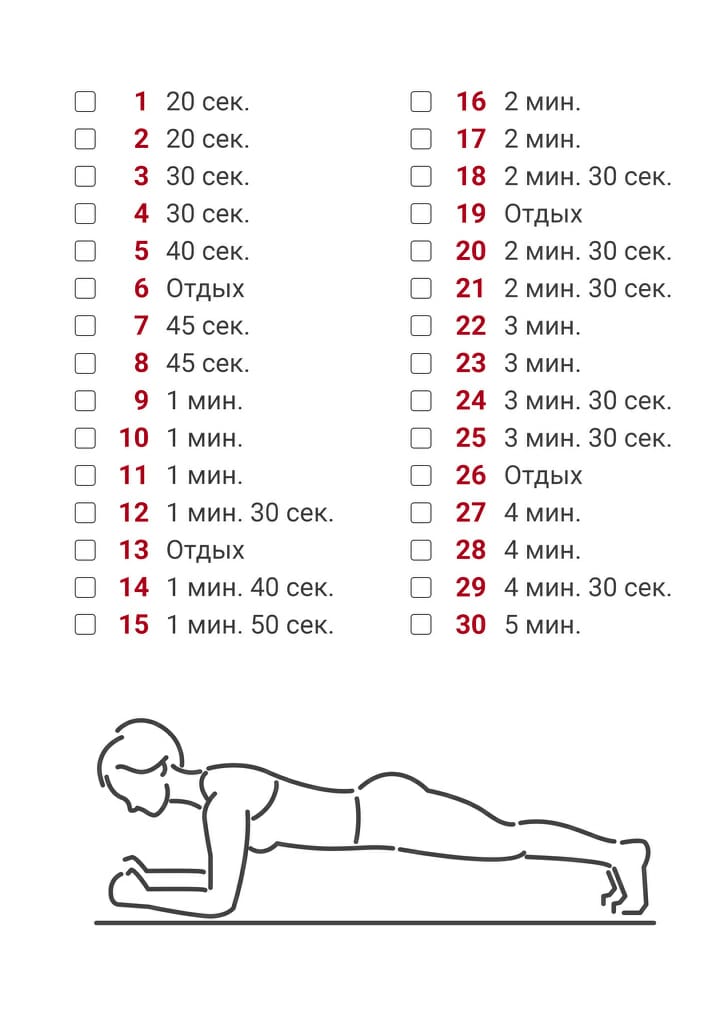 1 20 сек.
2 20 сек.
3 30 сек.
4 30 сек.
5 40 сек.
6 Отдых
7 45 сек.
8 45 сек.
9 1 мин.
10 1 мин.
11 1 мин.
12 1 мин. 30 сек.
13 Отдых
14 1 мин. 40 сек.
15 1 мин. 50 сек.
16 2 мин.
17 2 мин.
18 2 мин. 30 сек.
19 Отдых
20 2 мин. 30 сек.
21 2 мин. 30 сек.
22 3 мин.
23 3 мин.
24 3 мин. 30 сек.
25 3 мин. 30 сек.
26 Отдых
27 4 мин.
28 4 мин.
29 4 мин. 30 сек.
30 5 мин.